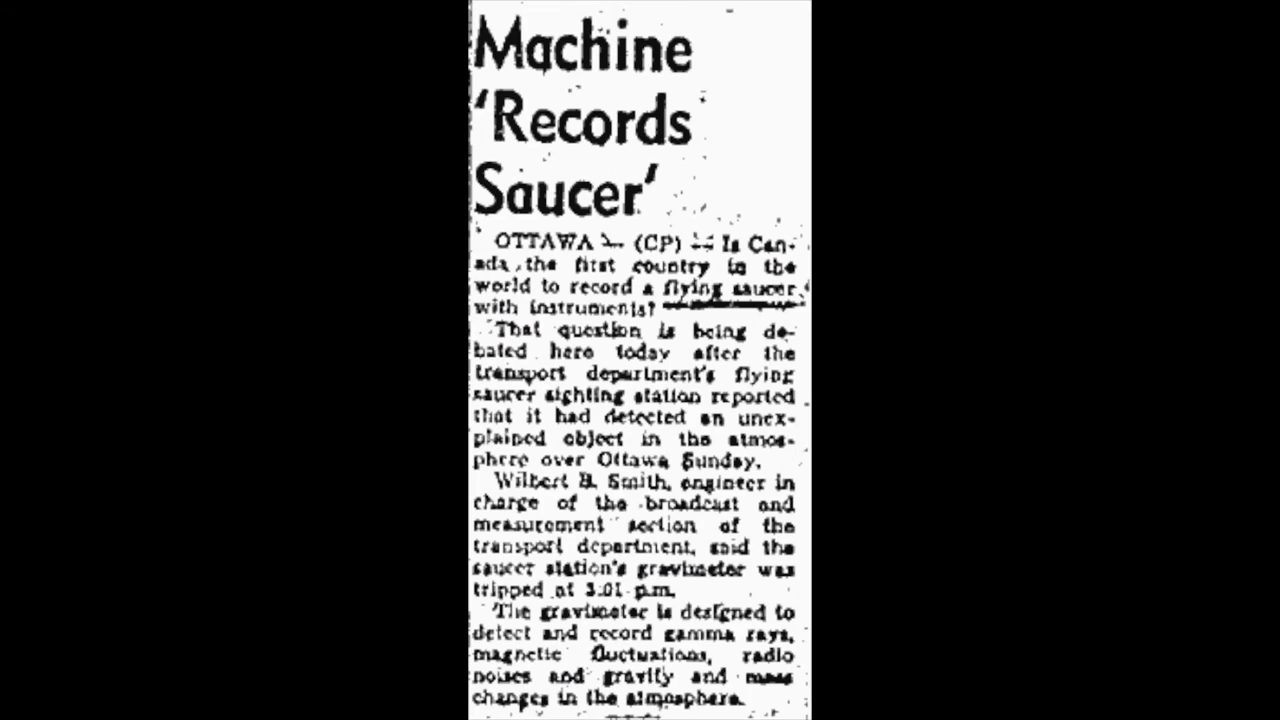 Machine
'Records
Saucer'
OTTAWA — (CP) — Is Can-
ada the first country in the
world to record a flying saucer
with instruments?
That question is being de-
bated here today after the
transport department's flying
saucer sighting station reported
that it had detected an unex-
plained object in the atmos-
phere over Ottawa Sunday.
Wilbert B. Smith, engineer in
charge of the broadcast and
measurement section of the
transport department, said the
saucer station's gravimeter was
tripped at 3:01 p.m.
The gravimeter is designed to
detect and record gamma rays,
magnetic fluctuations, radio
noises and gravity and mass
changes in the atmosphere.